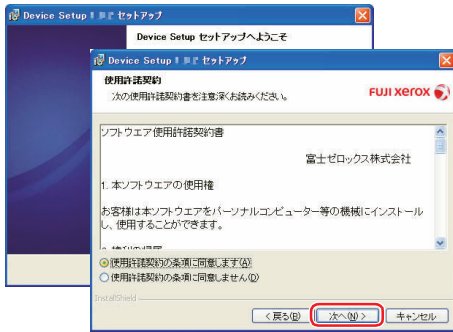 Device Setup セットアップ
Device Setup セットアップへようこそ
Device Setup セットアップ
使用許諾契約
次の使用許諾契約書を注意深くお読みください。
FUJI XEROX
ソフトウエア使用許諾契約書
富士ゼロックス株式会社
1. 本ソフトウエアの使用権
お客様は本ソフトウエアをパーソナルコンピューター等の機械にインストール
し、使用することができます。
使用許諾契約の条項に同意します(A)
使用許諾契約の条項に同意しません(D)
InstallShield
< 戻る(B)
次へ(N) >
キャンセル